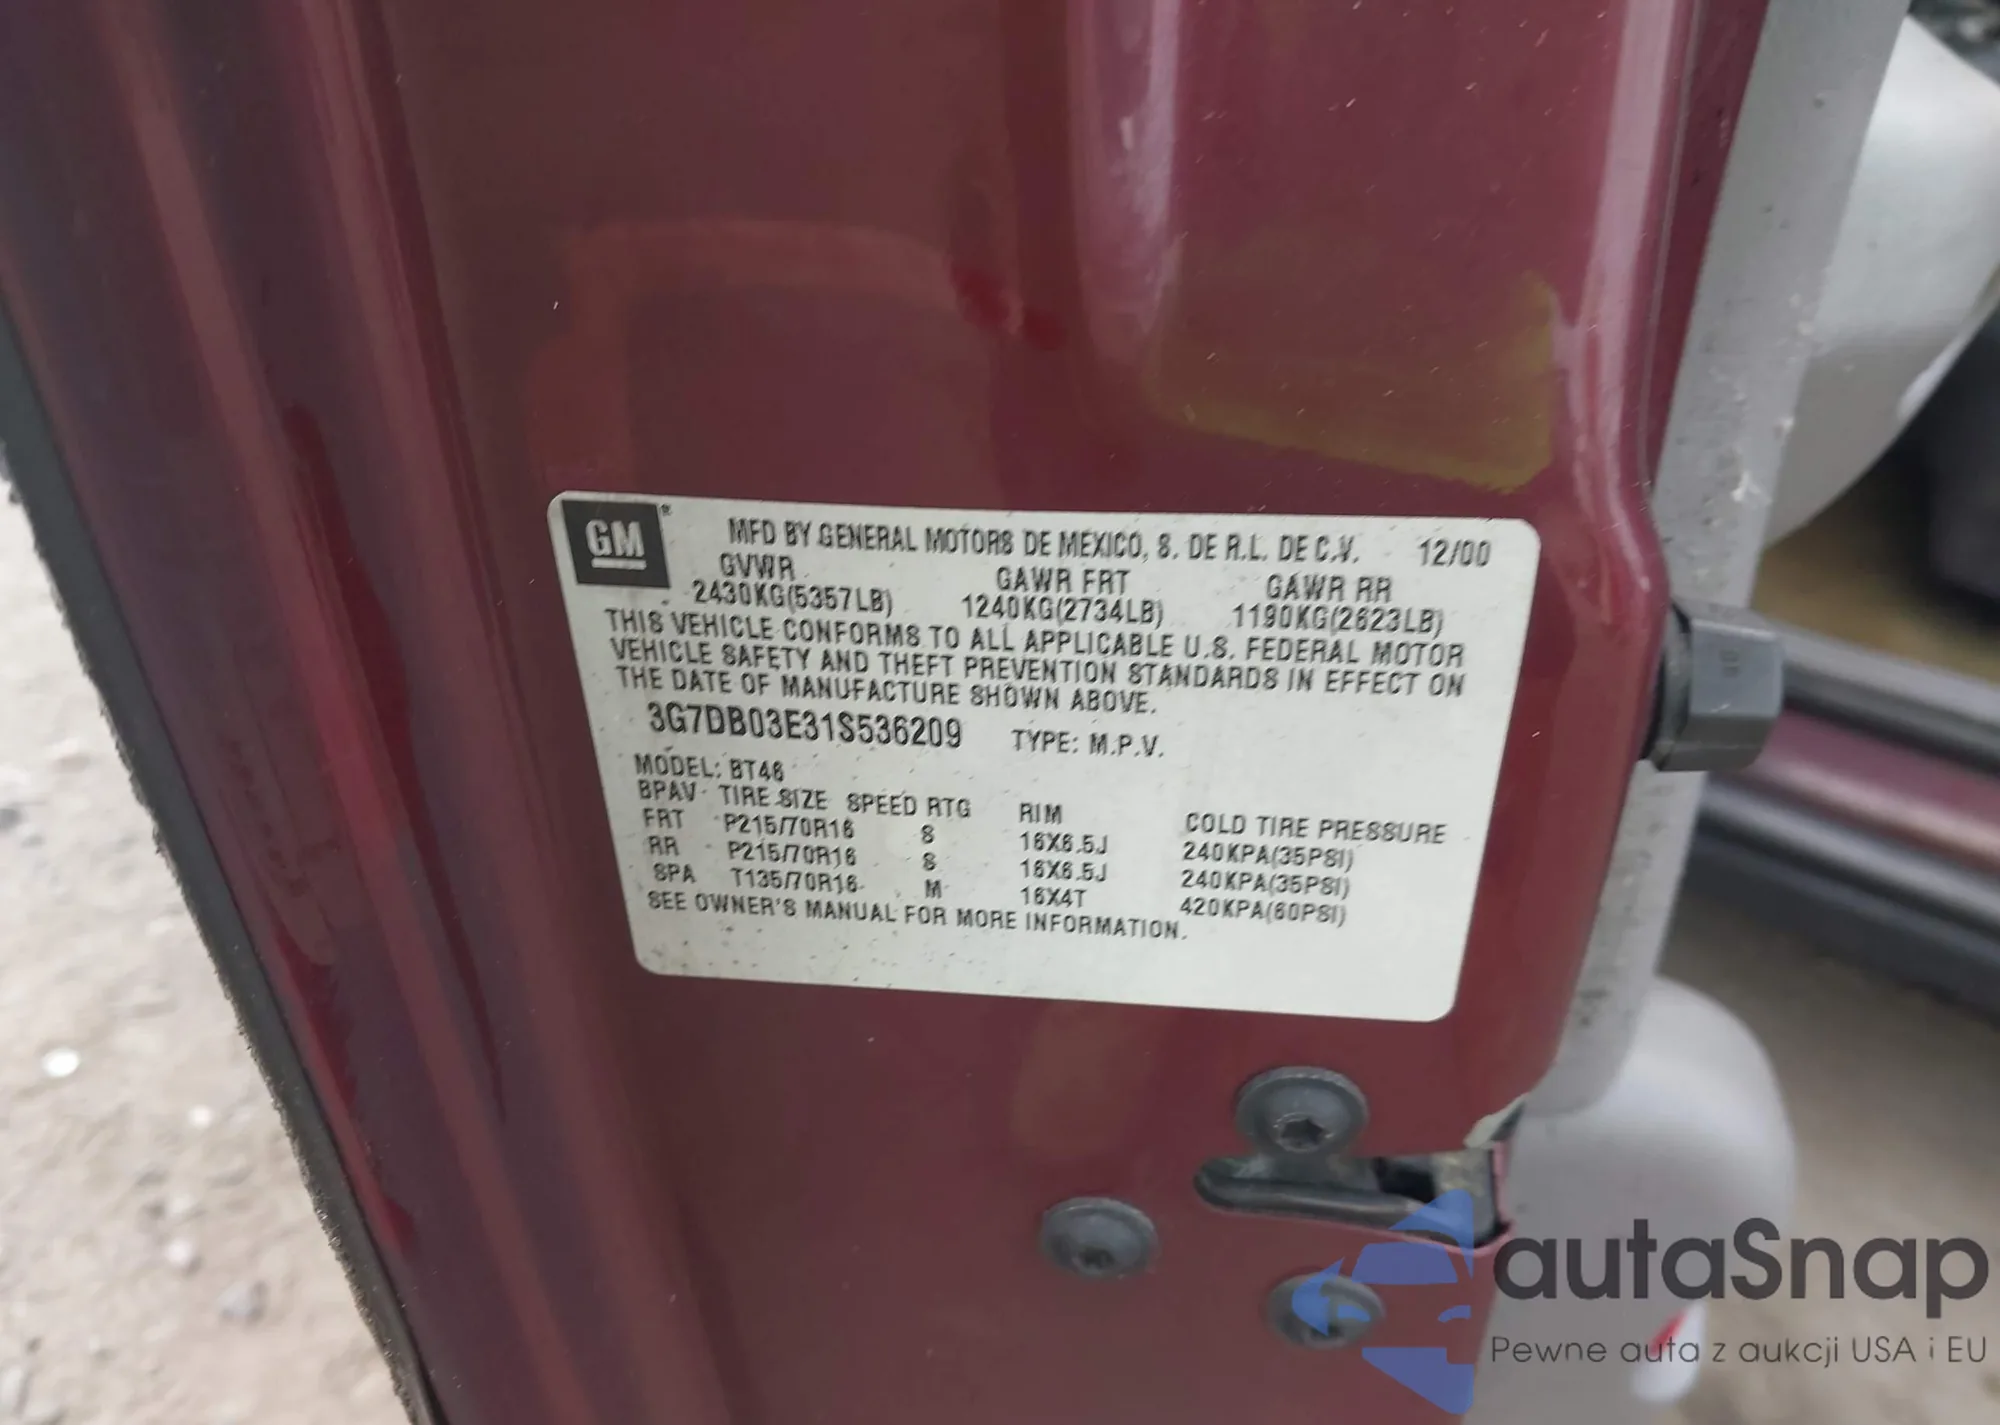 GM® MFD BY GENERAL MOTORS DE MEXICO, S. DE R.L. DE C.V. 12/00
GVWR GAWR FRT GAWR RR
2430KG(5357LB) 1240KG(2734LB) 1190KG(2623LB)
THIS VEHICLE CONFORMS TO ALL APPLICABLE U.S. FEDERAL MOTOR
VEHICLE SAFETY AND THEFT PREVENTION STANDARDS IN EFFECT ON
THE DATE OF MANUFACTURE SHOWN ABOVE.
3G7DB03E31S536209 TYPE: M.P.V.
MODEL: BT46
BPAV TIRE SIZE SPEED RTG RIM COLD TIRE PRESSURE
FRT P215/70R16 S 16X6.5J 240KPA(35PSI)
RR P215/70R16 S 16X6.5J 240KPA(35PSI)
SPA T135/70R16 M 16X4T 420KPA(60PSI)
SEE OWNER'S MANUAL FOR MORE INFORMATION.
autaSnap
Pewne auta z aukcji USA i EU